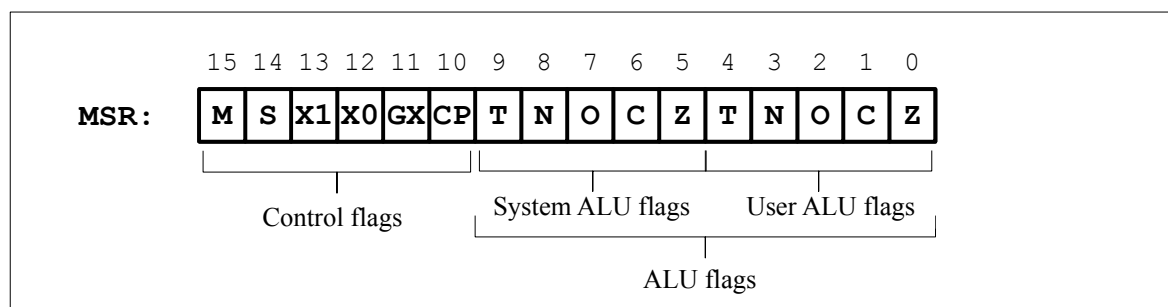 15 14 13 12 11 10 9 8 7 6 5 4 3 2 1 0
MSR: M S X1 X0 GX CP T N O C Z T N O C Z
Control flags System ALU flags User ALU flags
ALU flags